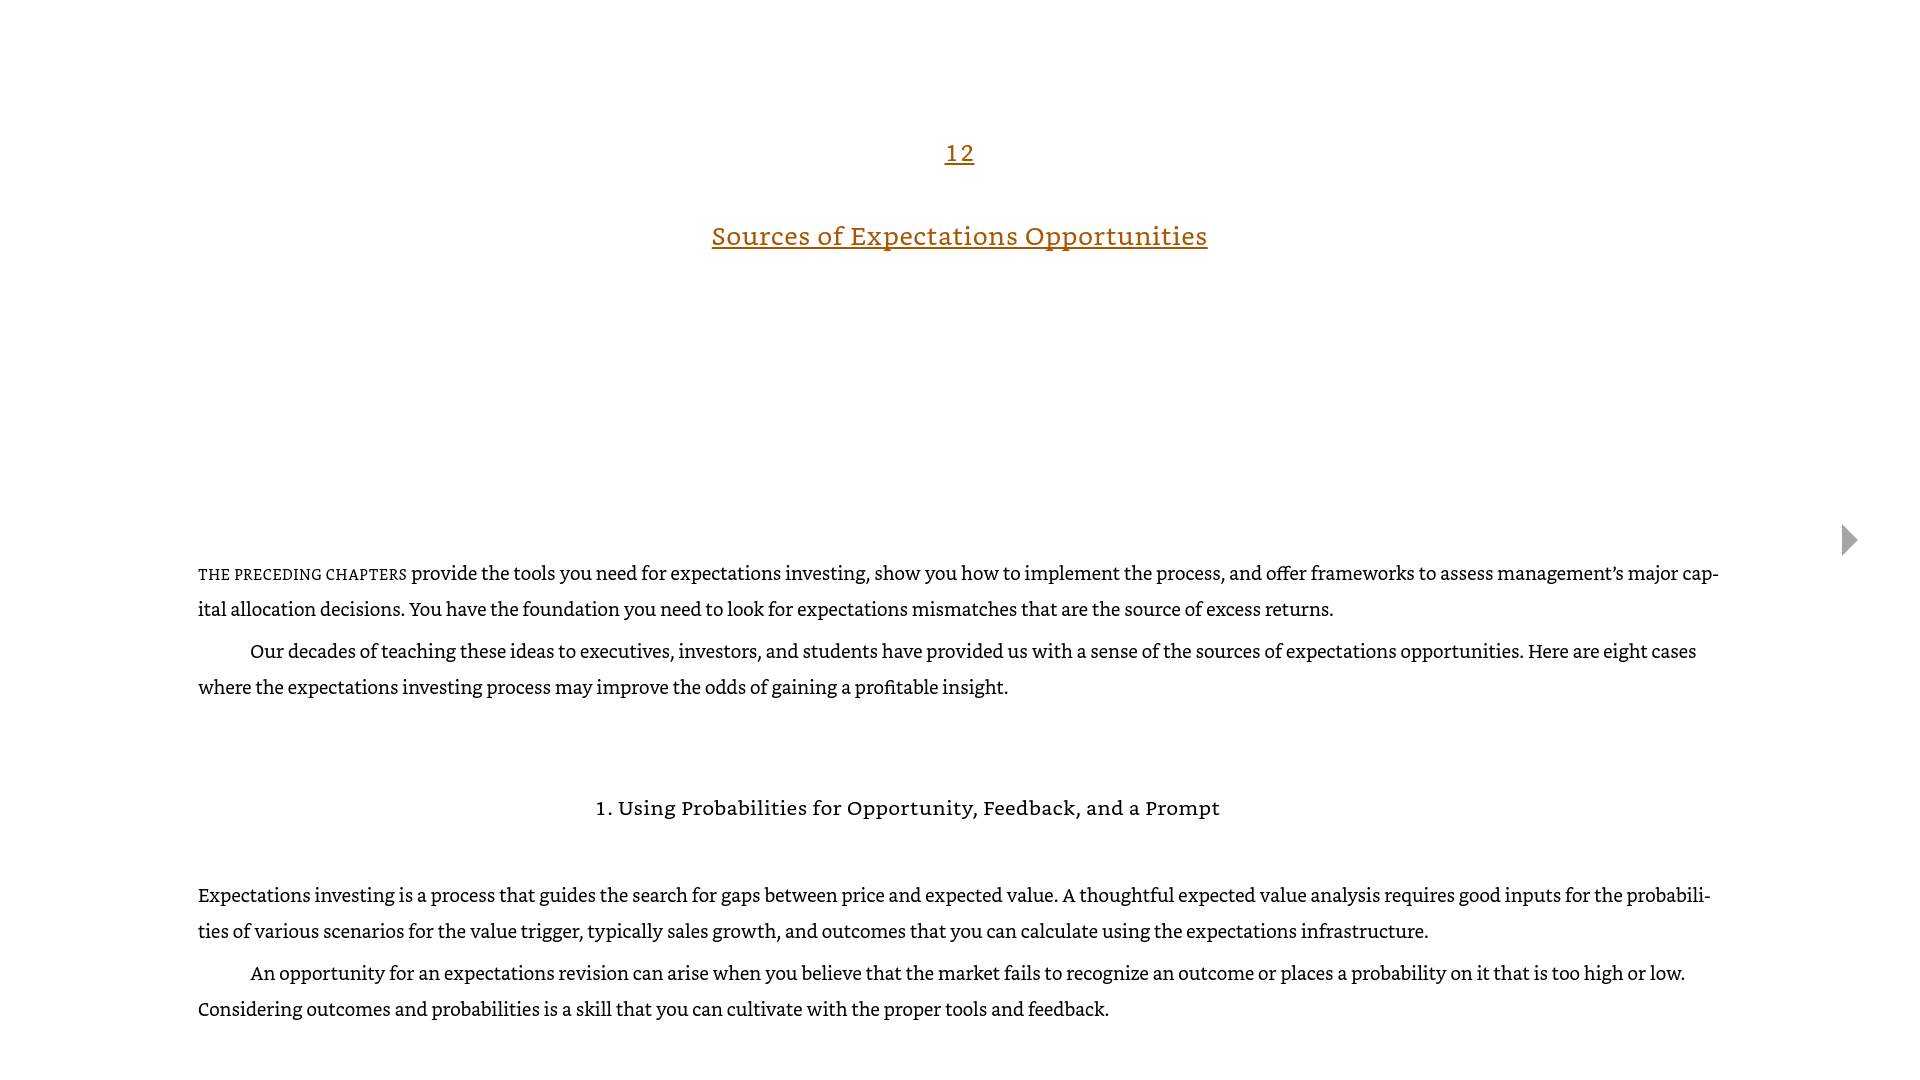 12
Sources of Expectations Opportunities
THE PRECEDING CHAPTERS provide the tools you need for expectations investing, show you how to implement the process, and offer frameworks to assess management’s major cap-
ital allocation decisions. You have the foundation you need to look for expectations mismatches that are the source of excess returns.
Our decades of teaching these ideas to executives, investors, and students have provided us with a sense of the sources of expectations opportunities. Here are eight cases
where the expectations investing process may improve the odds of gaining a profitable insight.
1. Using Probabilities for Opportunity, Feedback, and a Prompt
Expectations investing is a process that guides the search for gaps between price and expected value. A thoughtful expected value analysis requires good inputs for the probabili-
ties of various scenarios for the value trigger, typically sales growth, and outcomes that you can calculate using the expectations infrastructure.
An opportunity for an expectations revision can arise when you believe that the market fails to recognize an outcome or places a probability on it that is too high or low.
Considering outcomes and probabilities is a skill that you can cultivate with the proper tools and feedback.